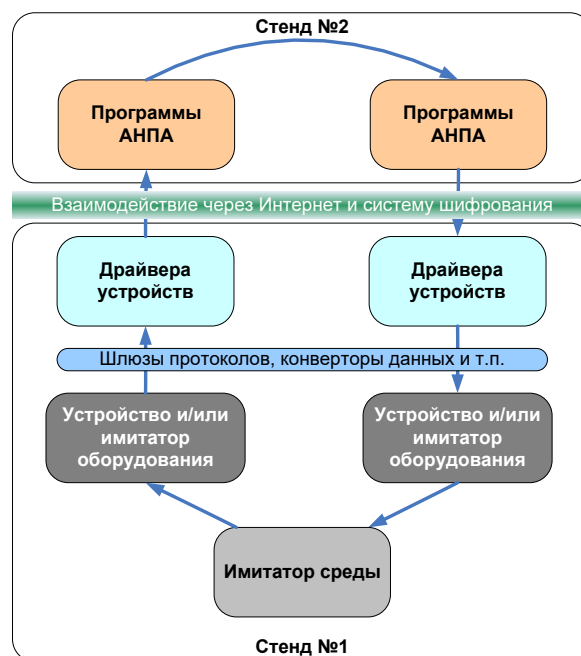 Стенд №2
Программы
АНПА
Программы
АНПА
Взаимодействие через Интернет и систему шифрования
Драйвера
устройств
Драйвера
устройств
Шлюзы протоколов, конверторы данных и т.п.
Устройство и/или
имитатор
оборудования
Устройство и/или
имитатор
оборудования
Имитатор среды
Стенд №1